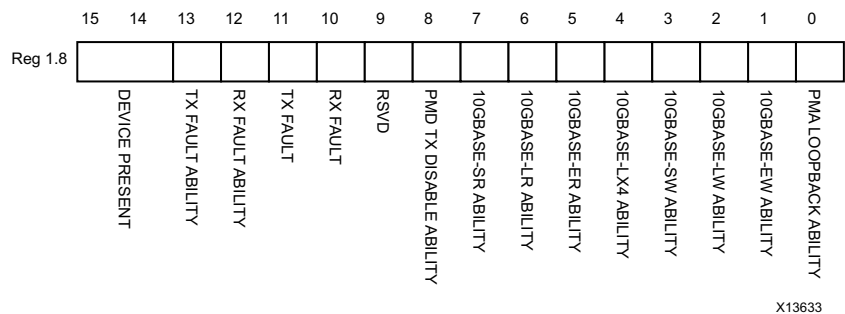 15 14 13 12 11 10 9 8 7 6 5 4 3 2 1 0
Reg 1.8
DEVICE PRESENT
TX FAULT ABILITY
RX FAULT ABILITY
TX FAULT
RX FAULT
RSVD
PMD TX DISABLE ABILITY
10GBASE-SR ABILITY
10GBASE-LR ABILITY
10GBASE-ER ABILITY
10GBASE-LX4 ABILITY
10GBASE-SW ABILITY
10GBASE-LW ABILITY
10GBASE-EW ABILITY
PMA LOOPBACK ABILITY
X13633